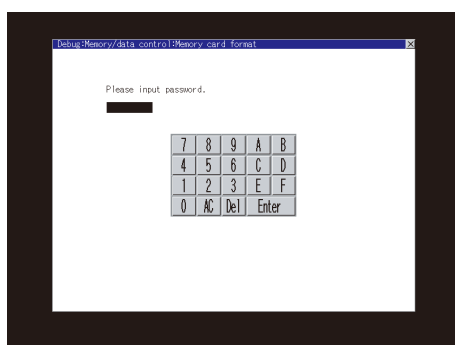 Debug:Memory/data control:Memory card format
Please input password.
7 8 9 A B
4 5 6 C D
1 2 3 E F
0 AC Del Enter